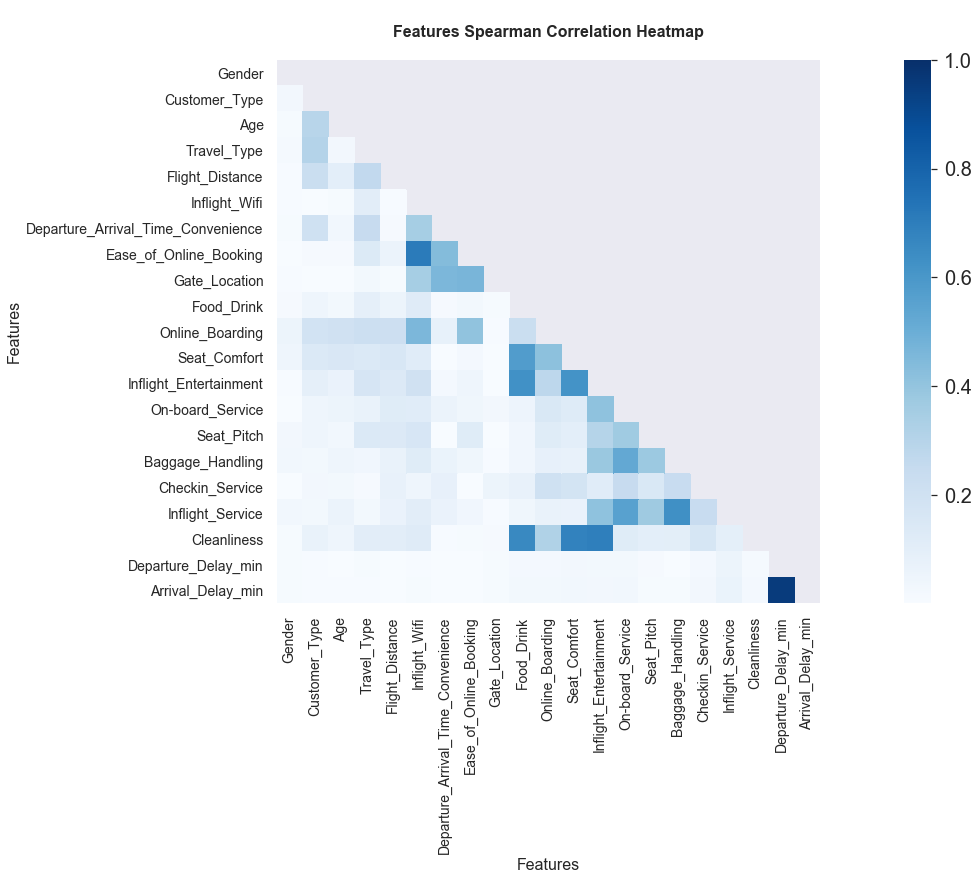 Features Spearman Correlation Heatmap
Features
Gender
Customer_Type
Age
Travel_Type
Flight_Distance
Inflight_Wifi
Departure_Arrival_Time_Convenience
Ease_of_Online_Booking
Gate_Location
Food_Drink
Online_Boarding
Seat_Comfort
Inflight_Entertainment
On-board_Service
Seat_Pitch
Baggage_Handling
Checkin_Service
Inflight_Service
Cleanliness
Departure_Delay_min
Arrival_Delay_min
Gender
Customer_Type
Age
Travel_Type
Flight_Distance
Inflight_Wifi
Departure_Arrival_Time_Convenience
Ease_of_Online_Booking
Gate_Location
Food_Drink
Online_Boarding
Seat_Comfort
Inflight_Entertainment
On-board_Service
Seat_Pitch
Baggage_Handling
Checkin_Service
Inflight_Service
Cleanliness
Departure_Delay_min
Arrival_Delay_min
Features
1.0
0.8
0.6
0.4
0.2